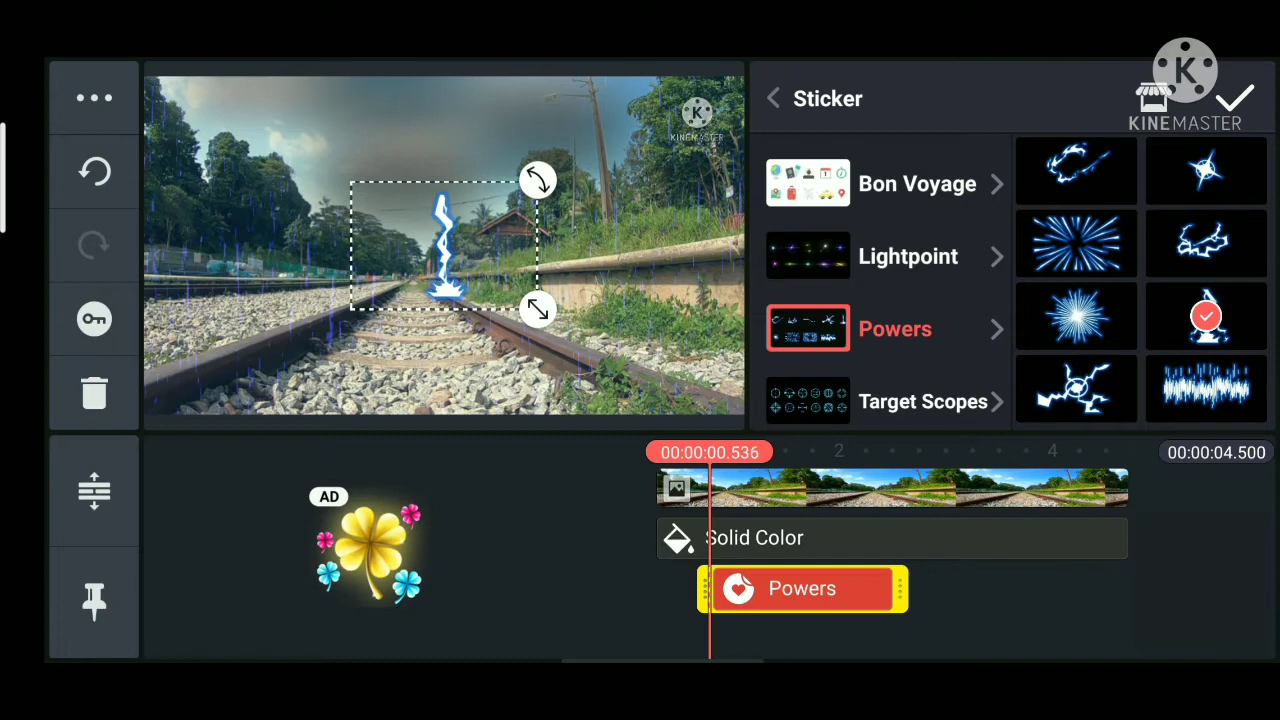 K
KINEMASTER
Sticker
K
KINEMASTER
Bon Voyage
Lightpoint
Powers
Target Scopes
00:00:00.536
2
4
00:00:04.500
AD
Solid Color
Powers